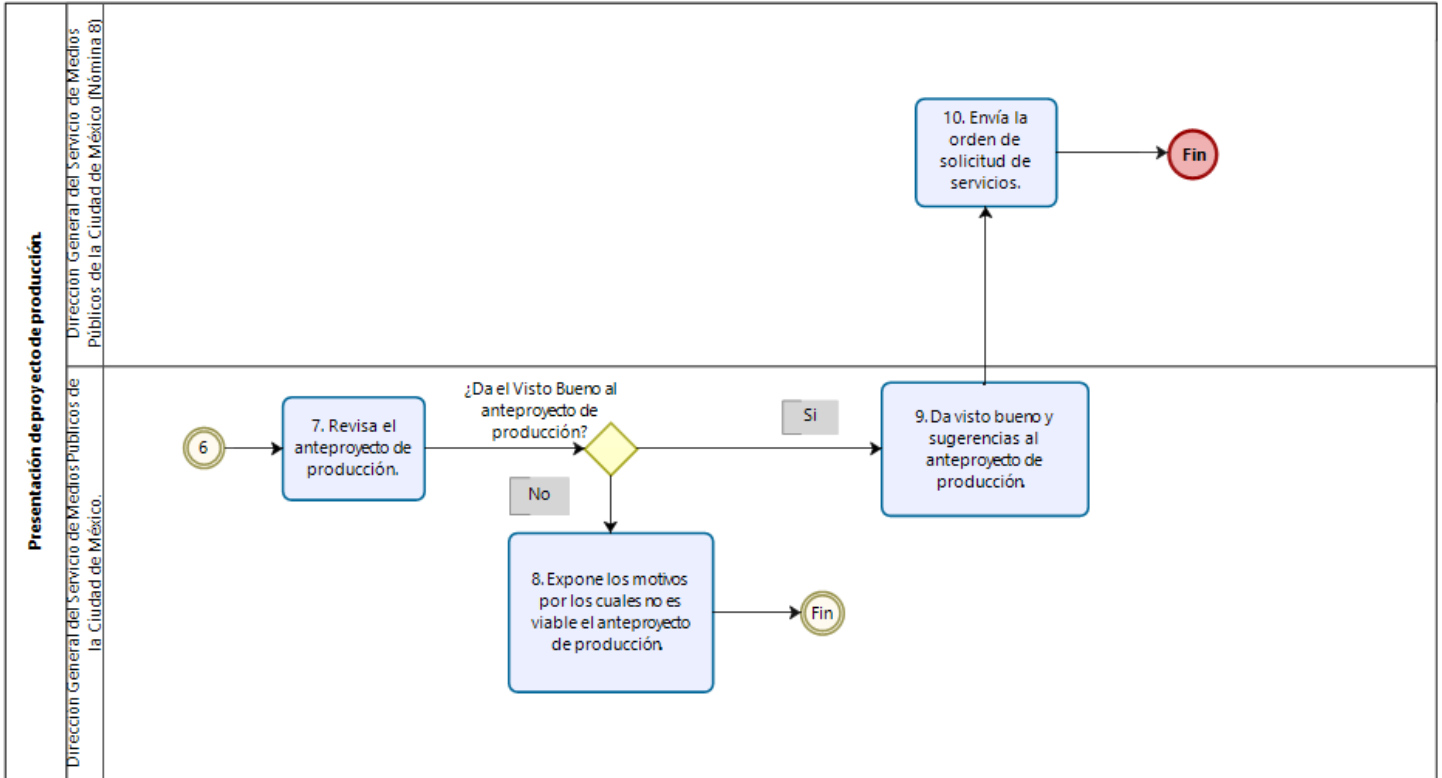 Presentación de proyecto de producción.
Dirección General del Servicio de Medios
Públicos de la Ciudad de México (Nómina 8)
10. Envía la
orden de
solicitud de
servicios.
Fin
Dirección General del Servicio de Medios Públicos de
la Ciudad de México.
6
7. Revisa el
anteproyecto de
producción.
¿Da el Visto Bueno al
anteproyecto de
producción?
Si
9. Da visto bueno y
sugerencias al
anteproyecto de
producción.
No
8. Expone los motivos
por los cuales no es
viable el anteproyecto
de producción.
Fin